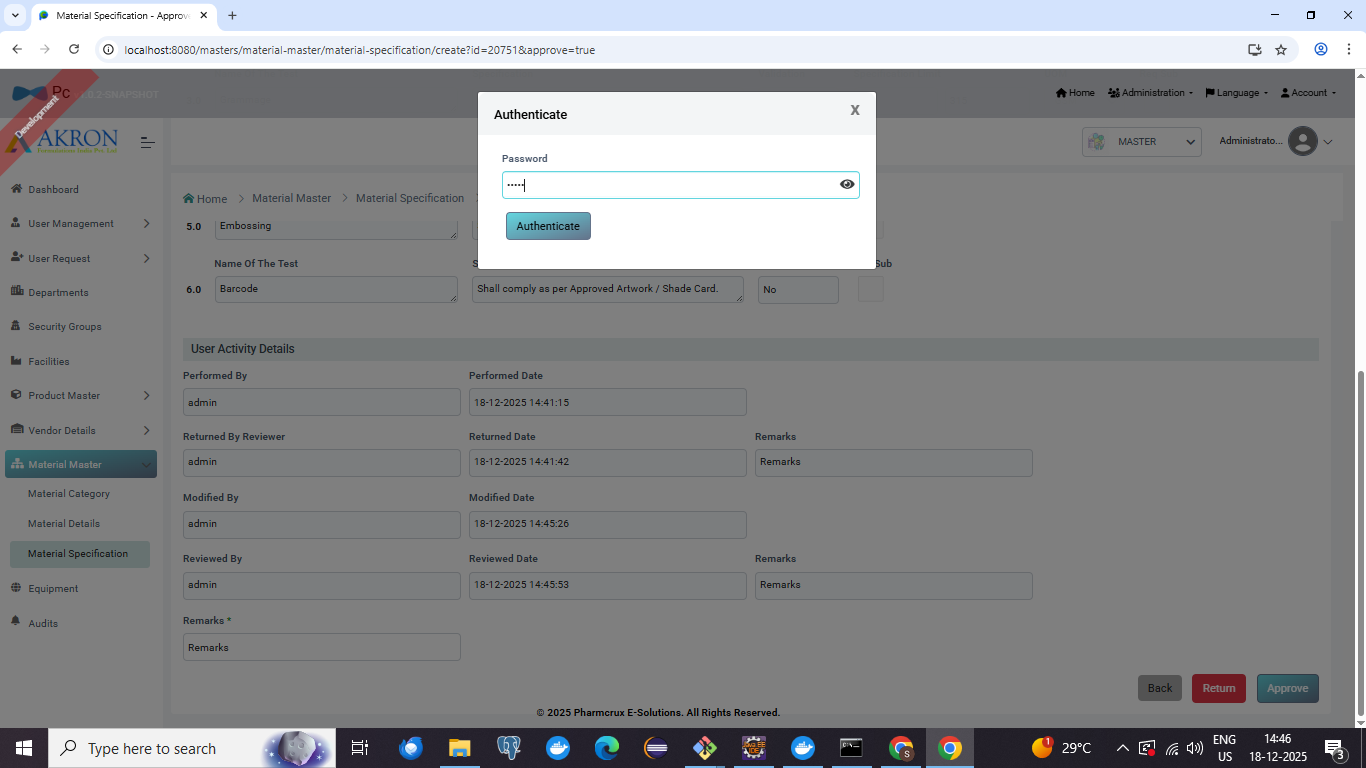 Material Specification - Approv
localhost:8080/masters/material-master/material-specification/create?id=20751&approve=true
Pc
.0.2-SNAPSHOT
Development
Home
Administration
Language
Account
AKRON
MASTER
Administrato...
Authenticate
X
Password
•••••
Authenticate
Dashboard
User Management
User Request
Departments
Security Groups
Facilities
Product Master
Vendor Details
Material Master
Material Category
Material Details
Material Specification
Equipment
Audits
Home
Material Master
Material Specification
5.0
Embossing
Name Of The Test
S
Sub
6.0
Barcode
Shall comply as per Approved Artwork / Shade Card.
No
User Activity Details
Performed By
Performed Date
admin
18-12-2025 14:41:15
Returned By Reviewer
Returned Date
Remarks
admin
18-12-2025 14:41:42
Remarks
Modified By
Modified Date
admin
18-12-2025 14:45:26
Reviewed By
Reviewed Date
Remarks
admin
18-12-2025 14:45:53
Remarks
Remarks *
Remarks
Back
Return
Approve
© 2025 Pharmcrux E-Solutions. All Rights Reserved.
Type here to search
29°C
ENG
US
14:46
18-12-2025
3